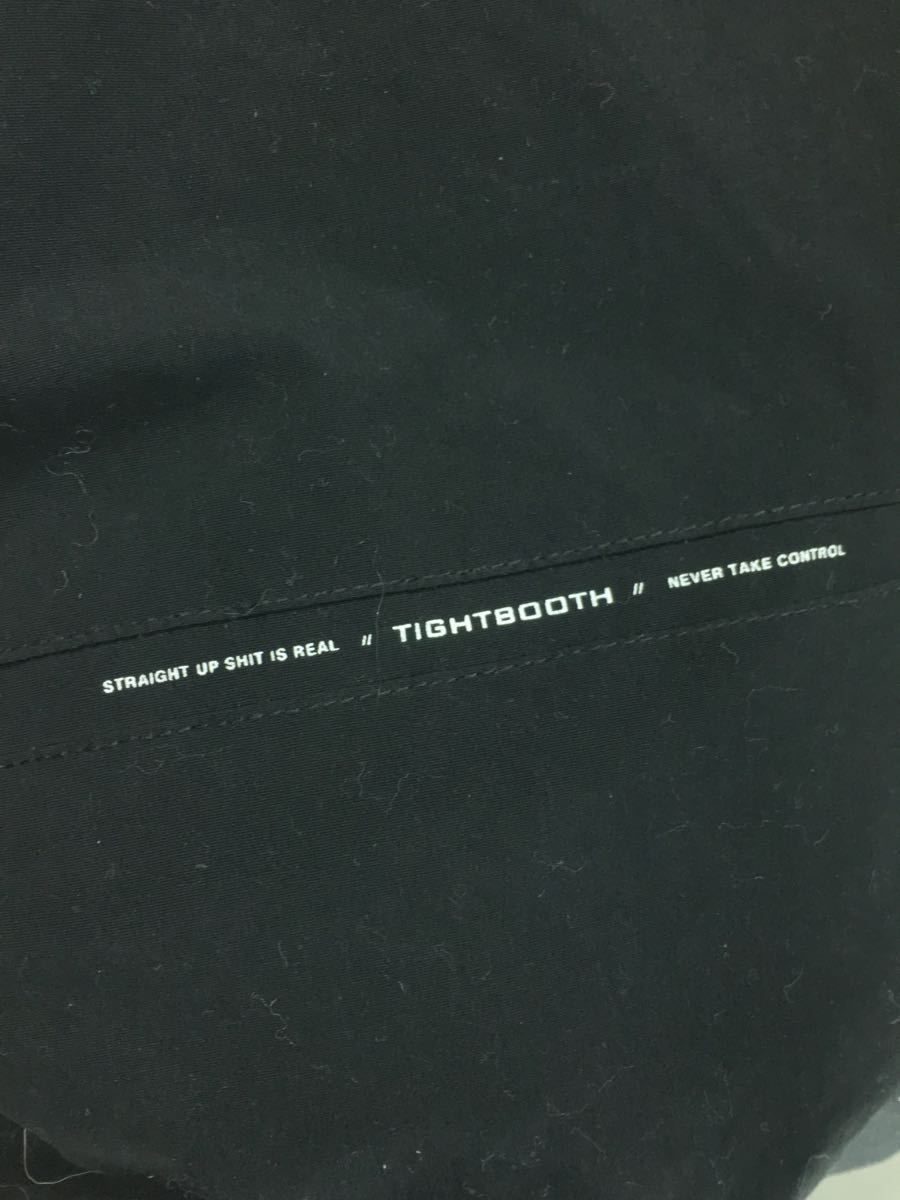 STRAIGHT UP SHIT IS REAL // TIGHTBOOTH // NEVER TAKE CONTROL